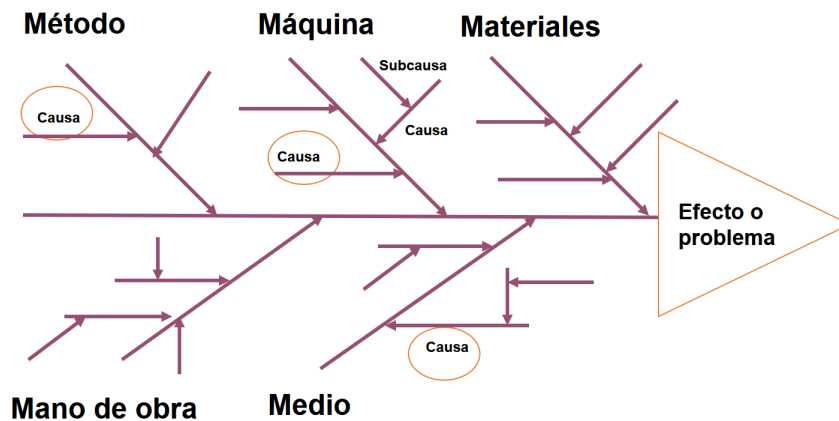 Método
Máquina
Materiales
Subcausa
Causa
Causa
Causa
Efecto o
problema
Causa
Mano de obra
Medio